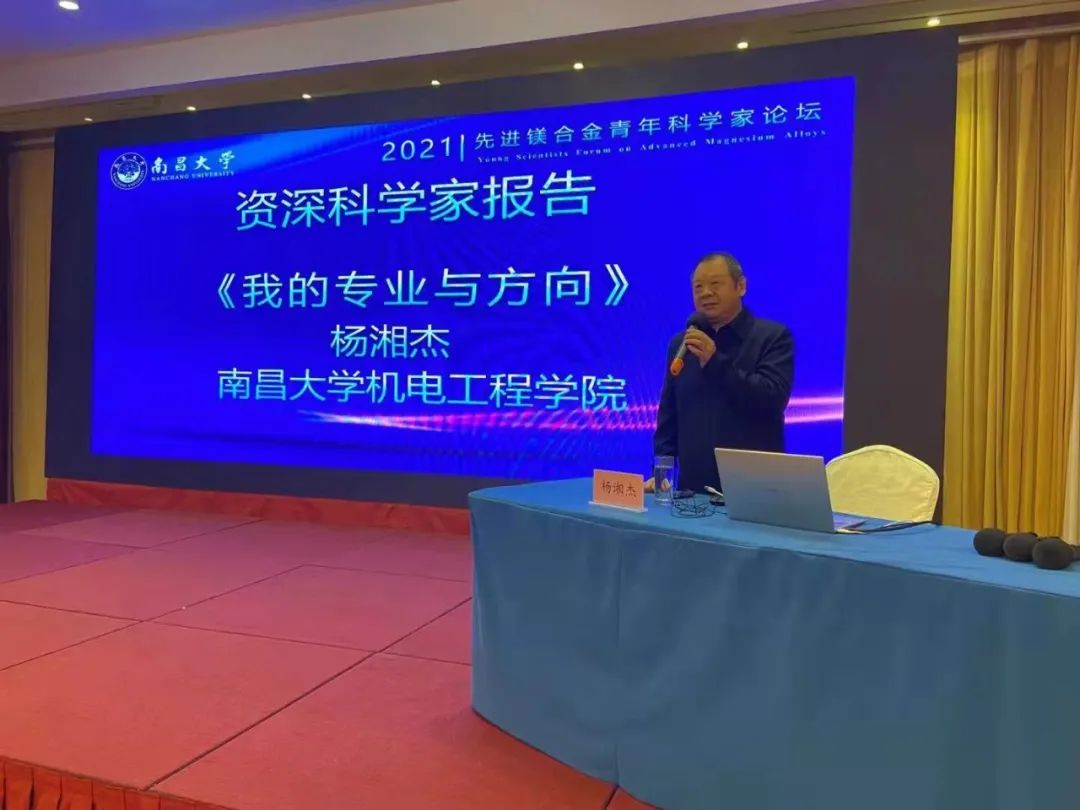 南昌大学
NANCHANG UNIVERSITY
2021|先进镁合金青年科学家论坛
Young Scientists Forum on Advanced Magnesium Alloys
资深科学家报告
《我的专业与方向》
杨湘杰
南昌大学机电工程学院
杨湘杰